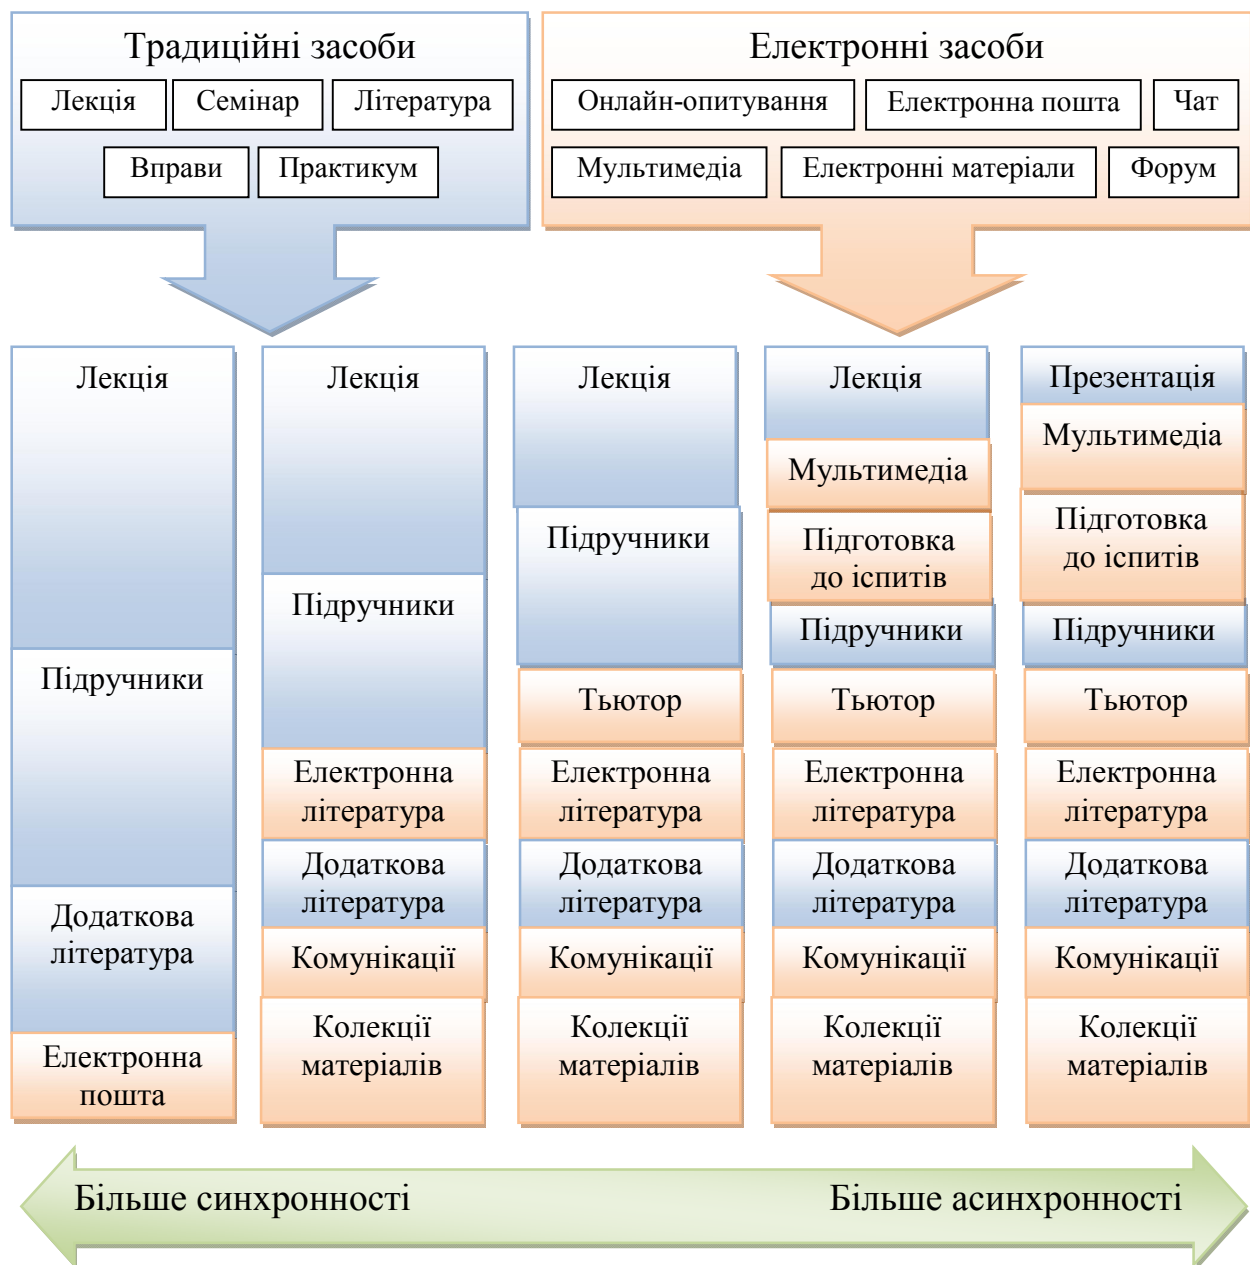 Традиційні засоби
Лекція
Семінар
Література
Вправи
Практикум
Електронні засоби
Онлайн-опитування
Електронна пошта
Чат
Мультимедіа
Електронні матеріали
Форум
Лекція
Підручники
Додаткова
література
Електронна
пошта
Лекція
Підручники
Електронна
література
Додаткова
література
Комунікації
Колекції
матеріалів
Лекція
Підручники
Тьютор
Електронна
література
Додаткова
література
Комунікації
Колекції
матеріалів
Лекція
Мультимедіа
Підготовка
до іспитів
Підручники
Тьютор
Електронна
література
Додаткова
література
Комунікації
Колекції
матеріалів
Презентація
Мультимедіа
Підготовка
до іспитів
Підручники
Тьютор
Електронна
література
Додаткова
література
Комунікації
Колекції
матеріалів
Більше синхронності
Більше асинхронності